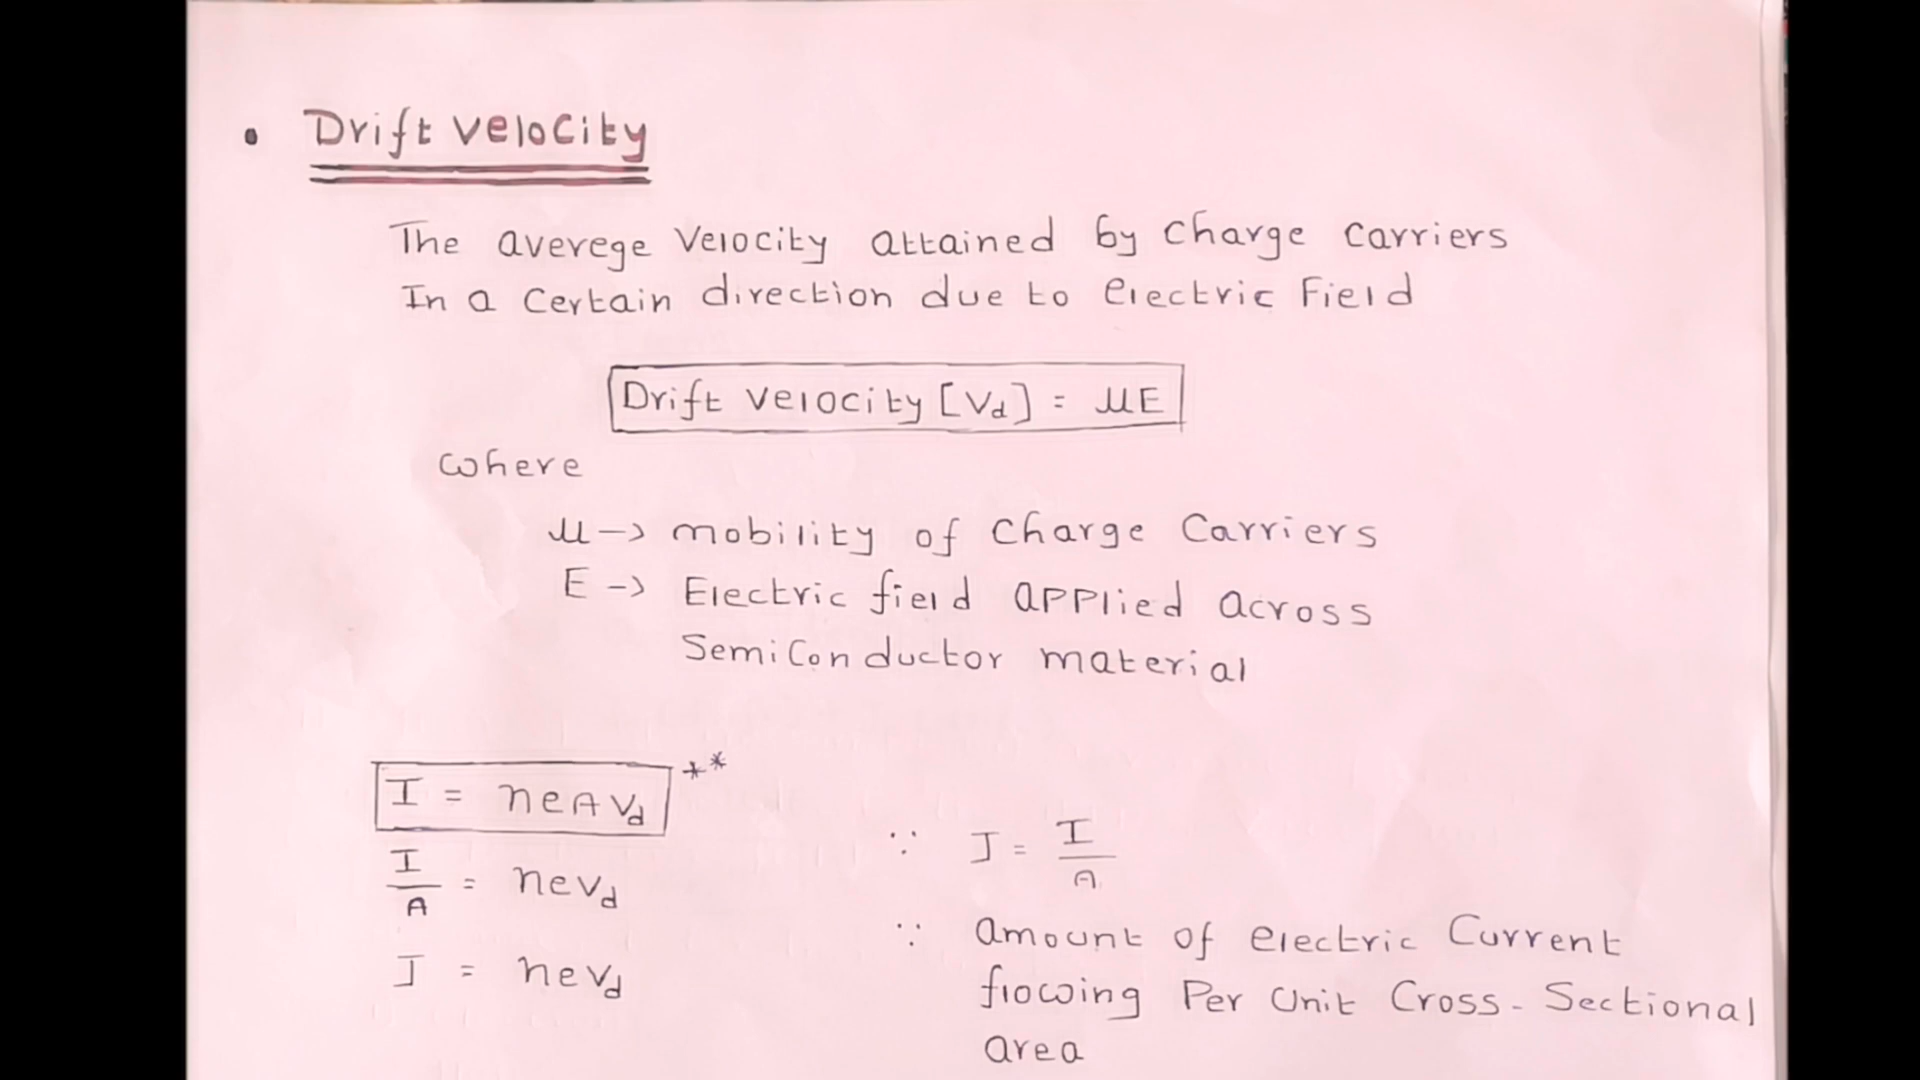 • Drift velocity
The averege velocity attained by charge carriers
In a certain direction due to electric Field
Drift velocity [Vd] = μE
where
μ -> mobility of charge carriers
E -> Electric field applied across
Semiconductor material
I = neAVd **
I/A = neVd
J = neVd
∵ J = I/A
∵ amount of electric current
flowing per unit cross-sectional
area